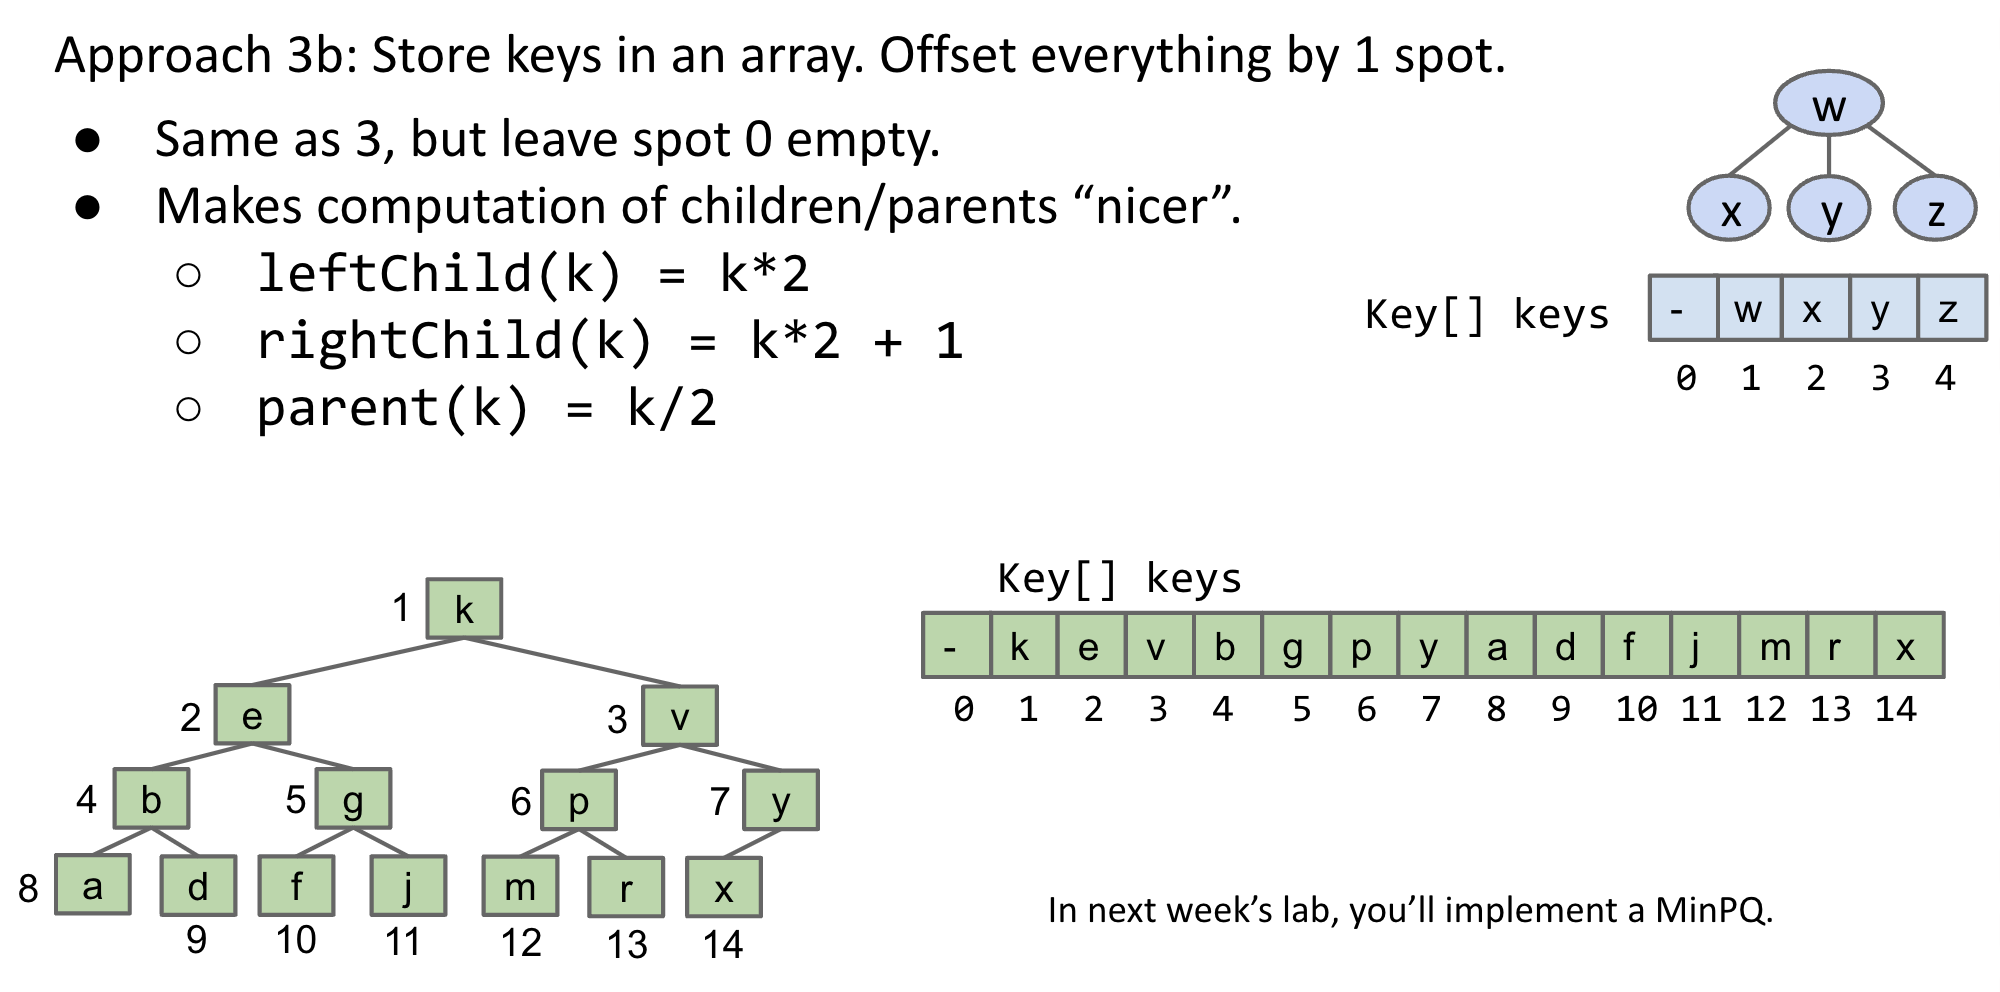 Approach 3b: Store keys in an array. Offset everything by 1 spot.
● Same as 3, but leave spot 0 empty.
● Makes computation of children/parents “nicer”.
○ leftChild(k) = k*2
○ rightChild(k) = k*2 + 1
○ parent(k) = k/2
w
x y z
Key[] keys - w x y z
0 1 2 3 4
1 k
2 e 3 v
4 b 5 g 6 p 7 y
8 a d f j m r x
9 10 11 12 13 14
Key[] keys
- k e v b g p y a d f j m r x
0 1 2 3 4 5 6 7 8 9 10 11 12 13 14
In next week’s lab, you’ll implement a MinPQ.